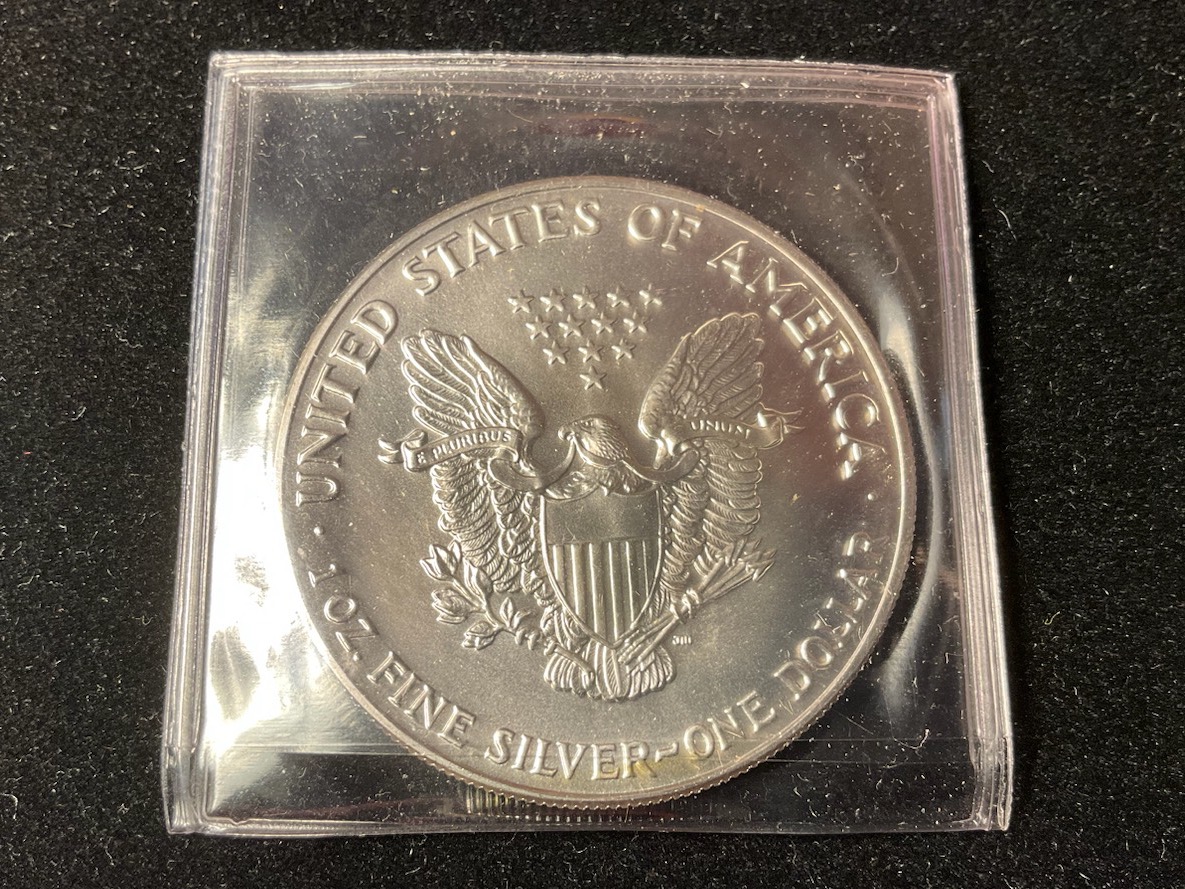 UNITED STATES OF AMERICA
E PLURIBUS
UNUM
1 OZ. FINE SILVER~ONE DOLLAR